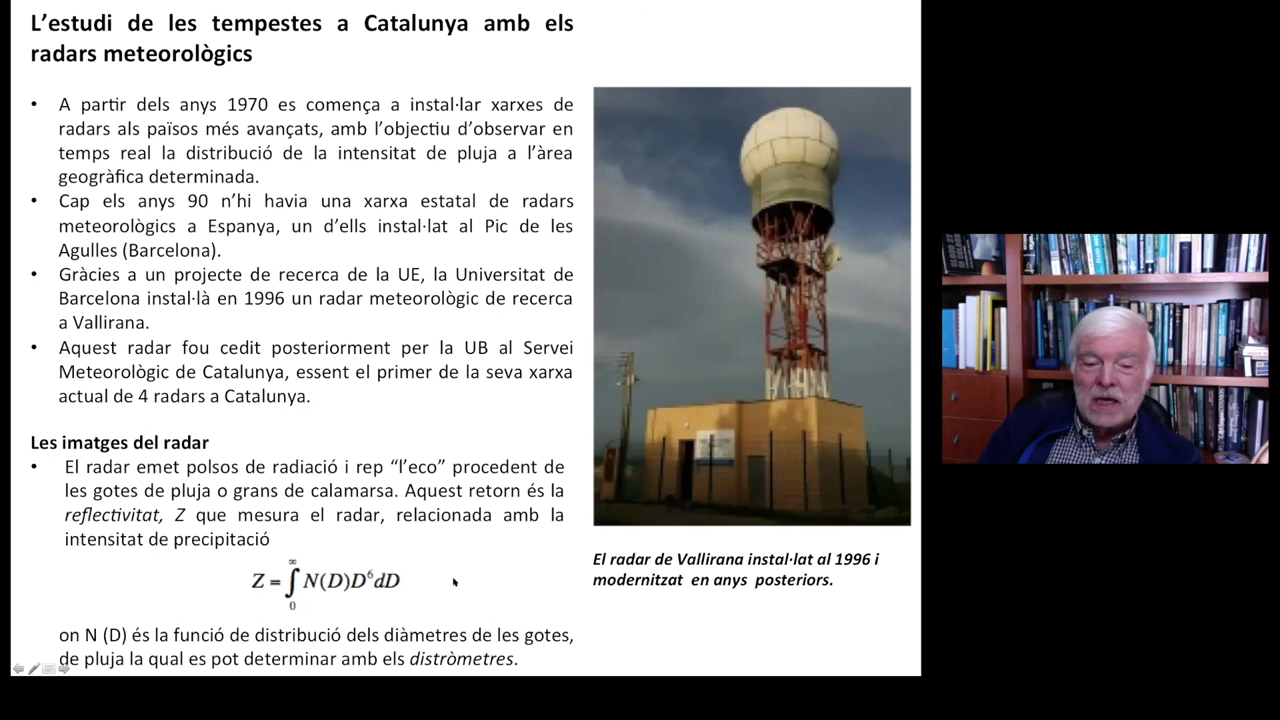 L’estudi de les tempestes a Catalunya amb els
radars meteorològics
• A partir dels anys 1970 es comença a instal·lar xarxes de
radars als països més avançats, amb l’objectiu d’observar en
temps real la distribució de la intensitat de pluja a l’àrea
geogràfica determinada.
• Cap els anys 90 n’hi havia una xarxa estatal de radars
meteorològics a Espanya, un d’ells instal·lat al Pic de les
Agulles (Barcelona).
• Gràcies a un projecte de recerca de la UE, la Universitat de
Barcelona instal·là en 1996 un radar meteorològic de recerca
a Vallirana.
• Aquest radar fou cedit posteriorment per la UB al Servei
Meteorològic de Catalunya, essent el primer de la seva xarxa
actual de 4 radars a Catalunya.
Les imatges del radar
• El radar emet polsos de radiació i rep “l’eco” procedent de
les gotes de pluja o grans de calamarsa. Aquest retorn és la
reflectivitat, Z que mesura el radar, relacionada amb la
intensitat de precipitació
Z = ∫₀^∞ N(D)D⁶dD
on N (D) és la funció de distribució dels diàmetres de les gotes,
de pluja la qual es pot determinar amb els distròmetres.
El radar de Vallirana instal·lat al 1996 i
modernitzat en anys posteriors.